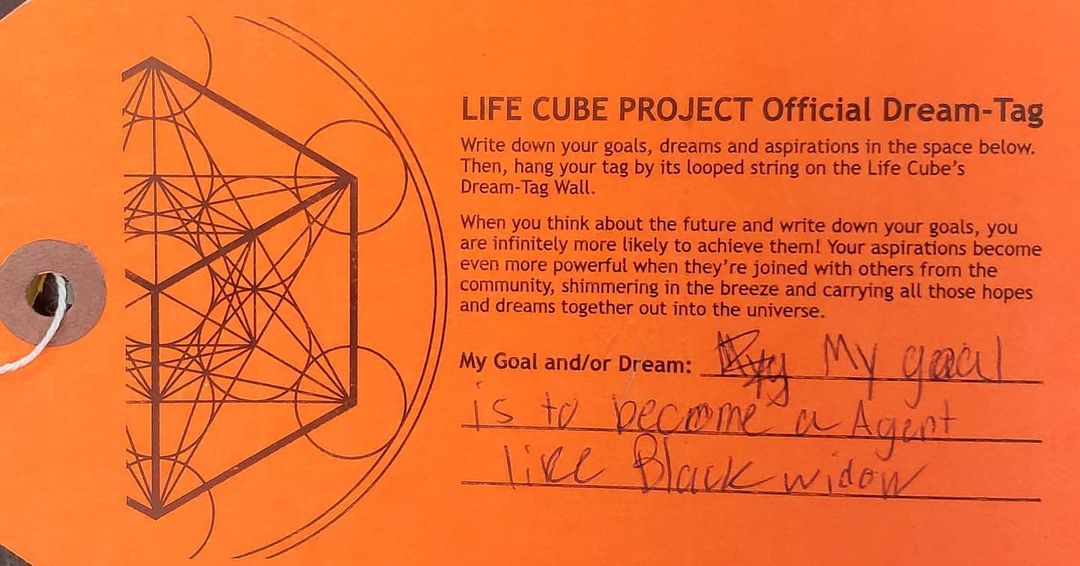 LIFE CUBE PROJECT Official Dream-Tag
Write down your goals, dreams and aspirations in the space below.
Then, hang your tag by its looped string on the Life Cube's
Dream-Tag Wall.
When you think about the future and write down your goals, you
are infinitely more likely to achieve them! Your aspirations become
even more powerful when they're joined with others from the
community, shimmering in the breeze and carrying all those hopes
and dreams together out into the universe.
My Goal and/or Dream: My goal
is to become a Agent
like Black widow